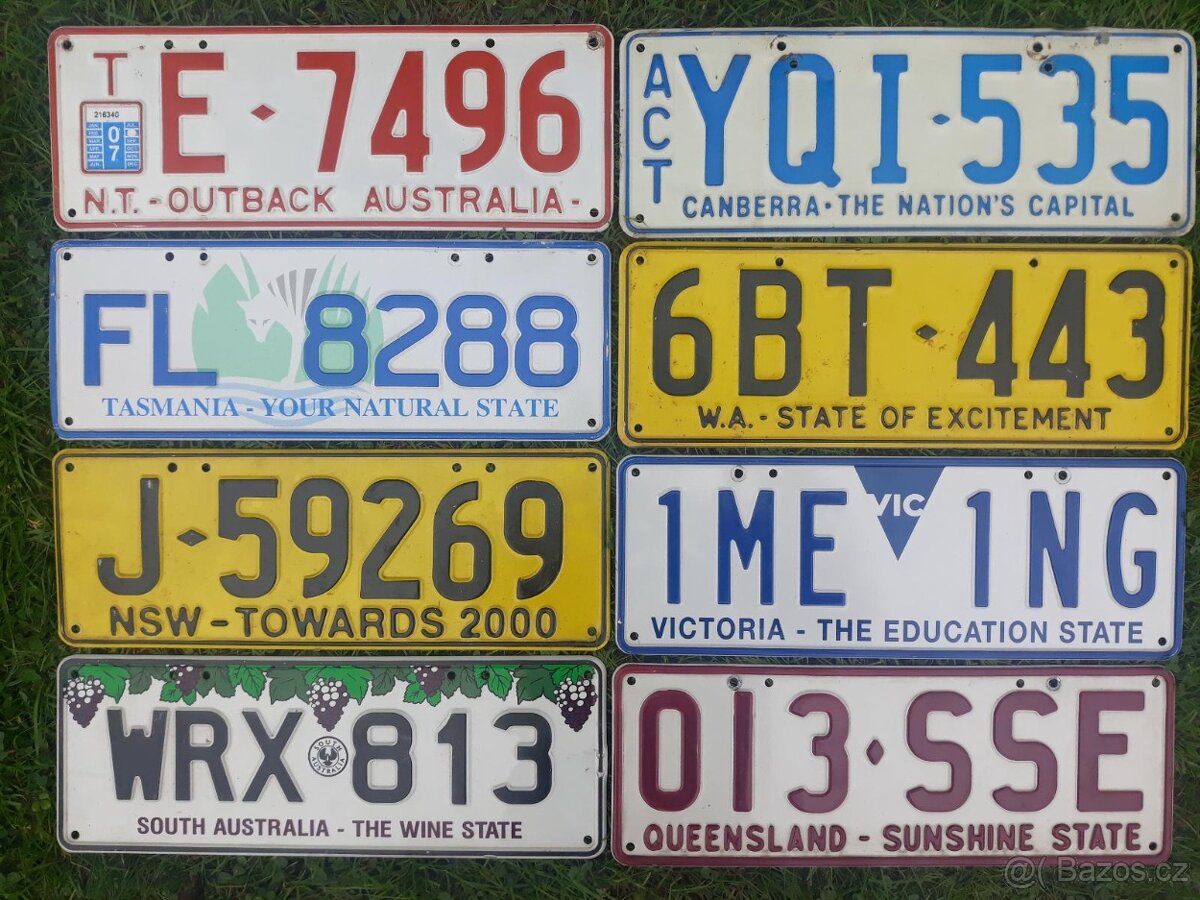 T
216340
07
E·7496
N.T.-OUTBACK AUSTRALIA-
ACT
YQI·535
CANBERRA·THE NATION'S CAPITAL
FL 8288
TASMANIA - YOUR NATURAL STATE
6BT·443
W.A.-STATE OF EXCITEMENT
J·59269
NSW-TOWARDS 2000
VIC
1ME 1NG
VICTORIA - THE EDUCATION STATE
WRX 813
SOUTH AUSTRALIA
SOUTH AUSTRALIA - THE WINE STATE
013·SSE
QUEENSLAND - SUNSHINE STATE
@( Bazos.cz